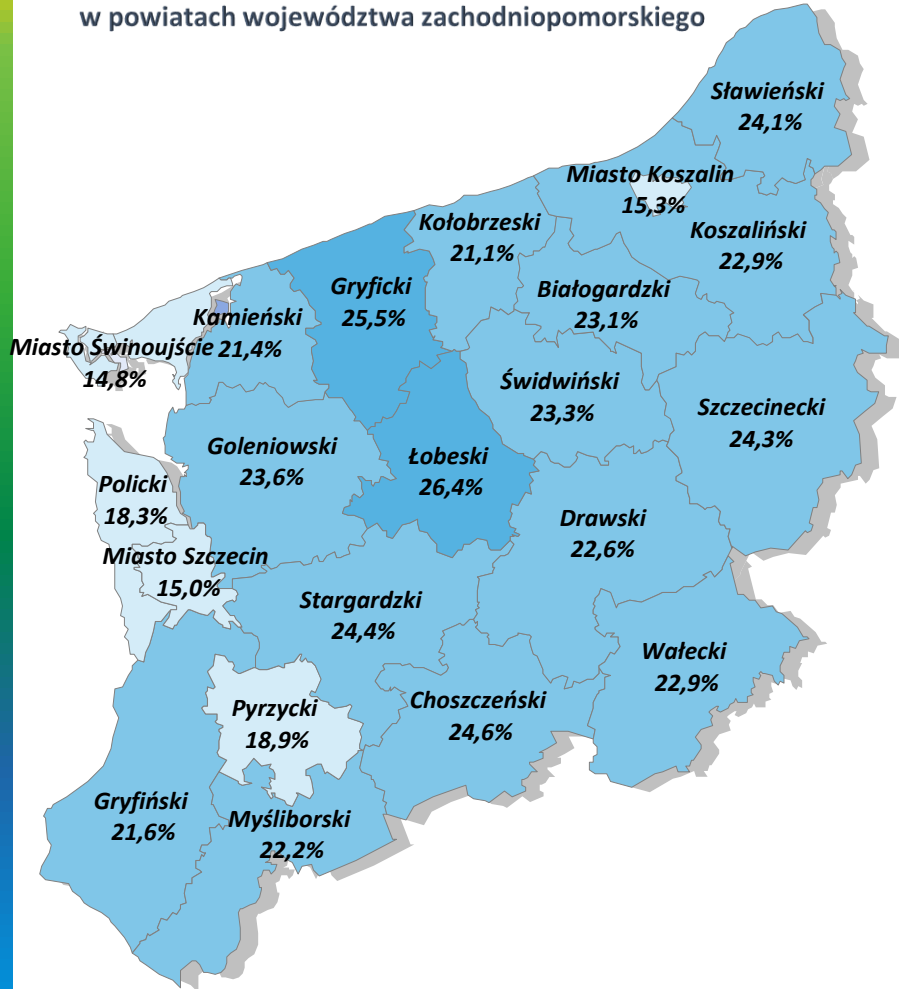 w powiatach województwa zachodniopomorskiego
Sławieński
24,1%
Miasto Koszalin
15,3%
Kołobrzeski
21,1%
Koszaliński
22,9%
Gryficki
25,5%
Białogardzki
23,1%
Kamieński
21,4%
Miasto Świnoujście
14,8%
Świdwiński
23,3%
Szczecinecki
24,3%
Goleniowski
23,6%
Łobeski
26,4%
Policki
18,3%
Drawski
22,6%
Miasto Szczecin
15,0%
Stargardzki
24,4%
Wałecki
22,9%
Choszczeński
24,6%
Pyrzycki
18,9%
Gryfiński
21,6%
Myśliborski
22,2%